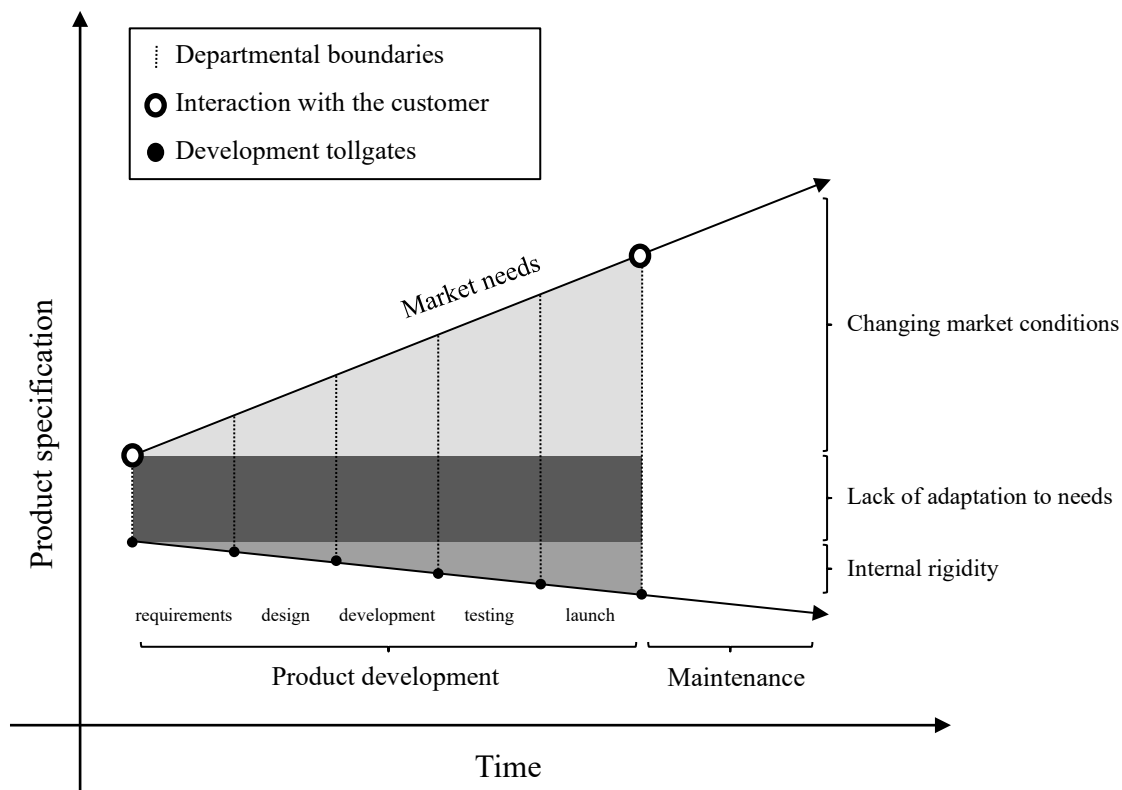 Departmental boundaries
Interaction with the customer
Development tollgates
Market needs
Product specification
Changing market conditions
Lack of adaptation to needs
Internal rigidity
requirements
design
development
testing
launch
Product development
Maintenance
Time